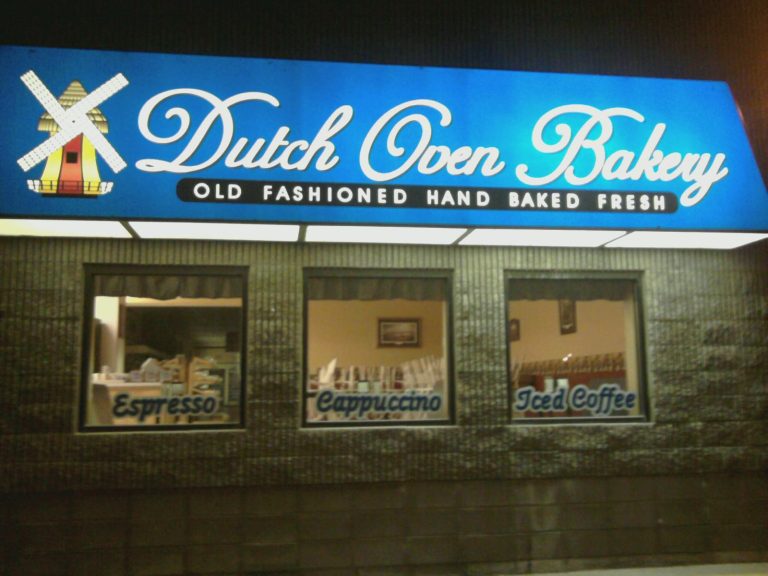 Dutch Oven Bakery
OLD FASHIONED HAND BAKED FRESH
Espresso
Cappuccino
Iced Coffee